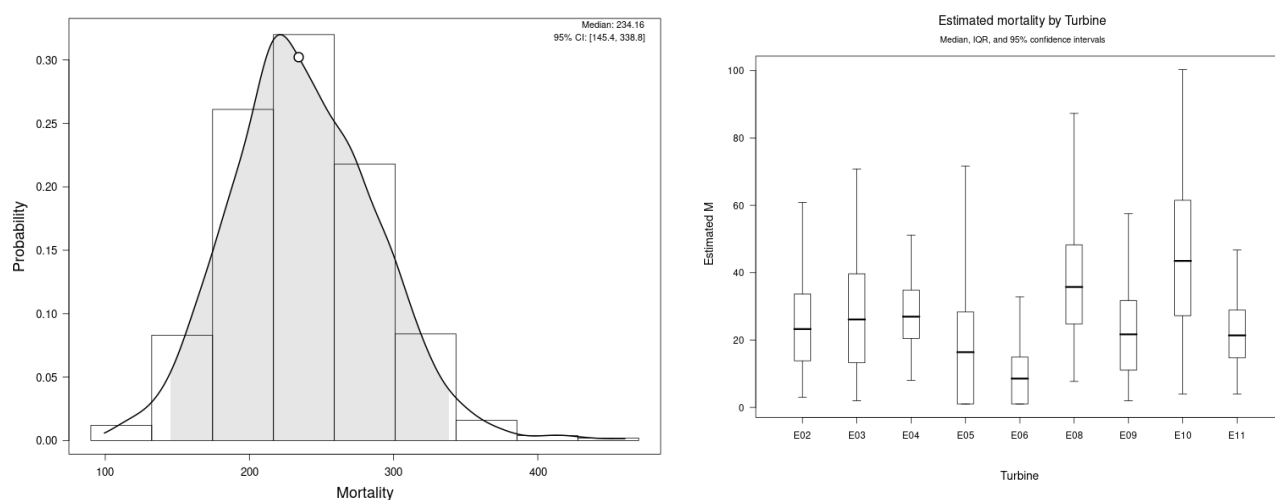 Median: 234.16
95% CI: [145.4, 338.8]
Probability
0.30
0.25
0.20
0.15
0.10
0.05
0.00
100 200 300 400
Mortality
Estimated mortality by Turbine
Median, IQR, and 95% confidence intervals
Estimated M
100
80
60
40
20
0
E02 E03 E04 E05 E06 E08 E09 E10 E11
Turbine